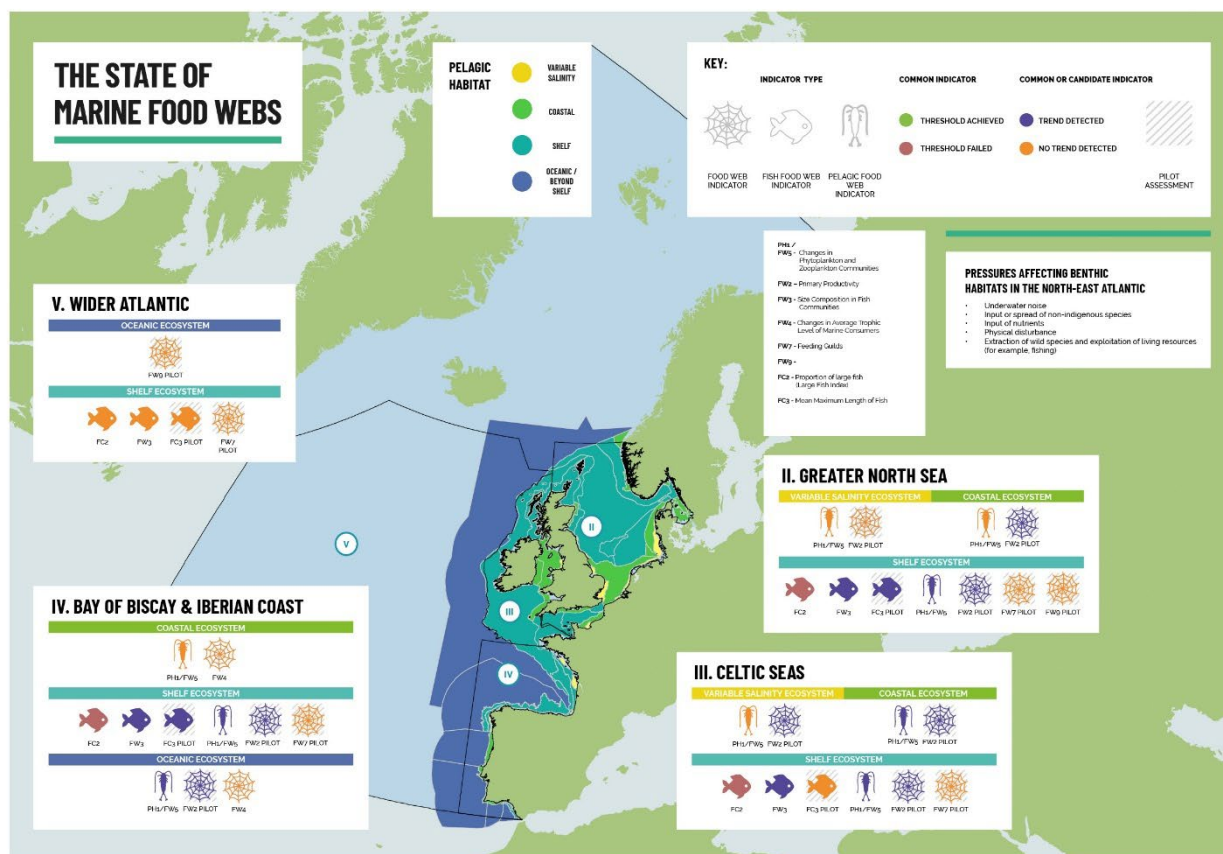 THE STATE OF
MARINE FOOD WEBS
PELAGIC
HABITAT
VARIABLE
SALINITY
COASTAL
SHELF
OCEANIC /
BEYOND
SHELF
KEY:
INDICATOR TYPE
COMMON INDICATOR
COMMON OR CANDIDATE INDICATOR
THRESHOLD ACHIEVED
TREND DETECTED
THRESHOLD FAILED
NO TREND DETECTED
FOOD WEB
INDICATOR
FISH FOOD WEB
INDICATOR
PELAGIC FOOD
WEB
INDICATOR
PILOT
ASSESSMENT
PH1 /
FW5 - Changes in
Phytoplankton and
Zooplankton Communities
FW2 – Primary Productivity
FW3 - Size Composition in Fish
Communities
FW4 - Changes in Average Trophic
Level of Marine Consumers
FW7 - Feeding Guilds
FW9 -
FC2 - Proportion of large fish
(Large Fish Index)
FC3 - Mean Maximum Length of Fish
PRESSURES AFFECTING BENTHIC
HABITATS IN THE NORTH-EAST ATLANTIC
• Underwater noise
• Input or spread of non-indigenous species
• Input of nutrients
• Physical disturbance
• Extraction of wild species and exploitation of living resources
(for example, fishing)
V. WIDER ATLANTIC
OCEANIC ECOSYSTEM
FW9 PILOT
SHELF ECOSYSTEM
FC2 FW3 FC3 PILOT FW7
PILOT
II
V
III
IV
II. GREATER NORTH SEA
VARIABLE SALINITY ECOSYSTEM COASTAL ECOSYSTEM
PH1/FW5 FW2 PILOT PH1/FW5 FW2 PILOT
SHELF ECOSYSTEM
FC2 FW3 FC3 PILOT PH1/FW5 FW2 PILOT FW7 PILOT FW9 PILOT
IV. BAY OF BISCAY & IBERIAN COAST
COASTAL ECOSYSTEM
PH1/FW5 FW4
SHELF ECOSYSTEM
FC2 FW3 FC3 PILOT PH1/FW5 FW2 PILOT FW7 PILOT
OCEANIC ECOSYSTEM
PH1/FW5 FW2 PILOT FW4
III. CELTIC SEAS
VARIABLE SALINITY ECOSYSTEM COASTAL ECOSYSTEM
PH1/FW5 FW2 PILOT PH1/FW5 FW2 PILOT
SHELF ECOSYSTEM
FC2 FW3 FC3 PILOT PH1/FW5 FW2 PILOT FW7 PILOT